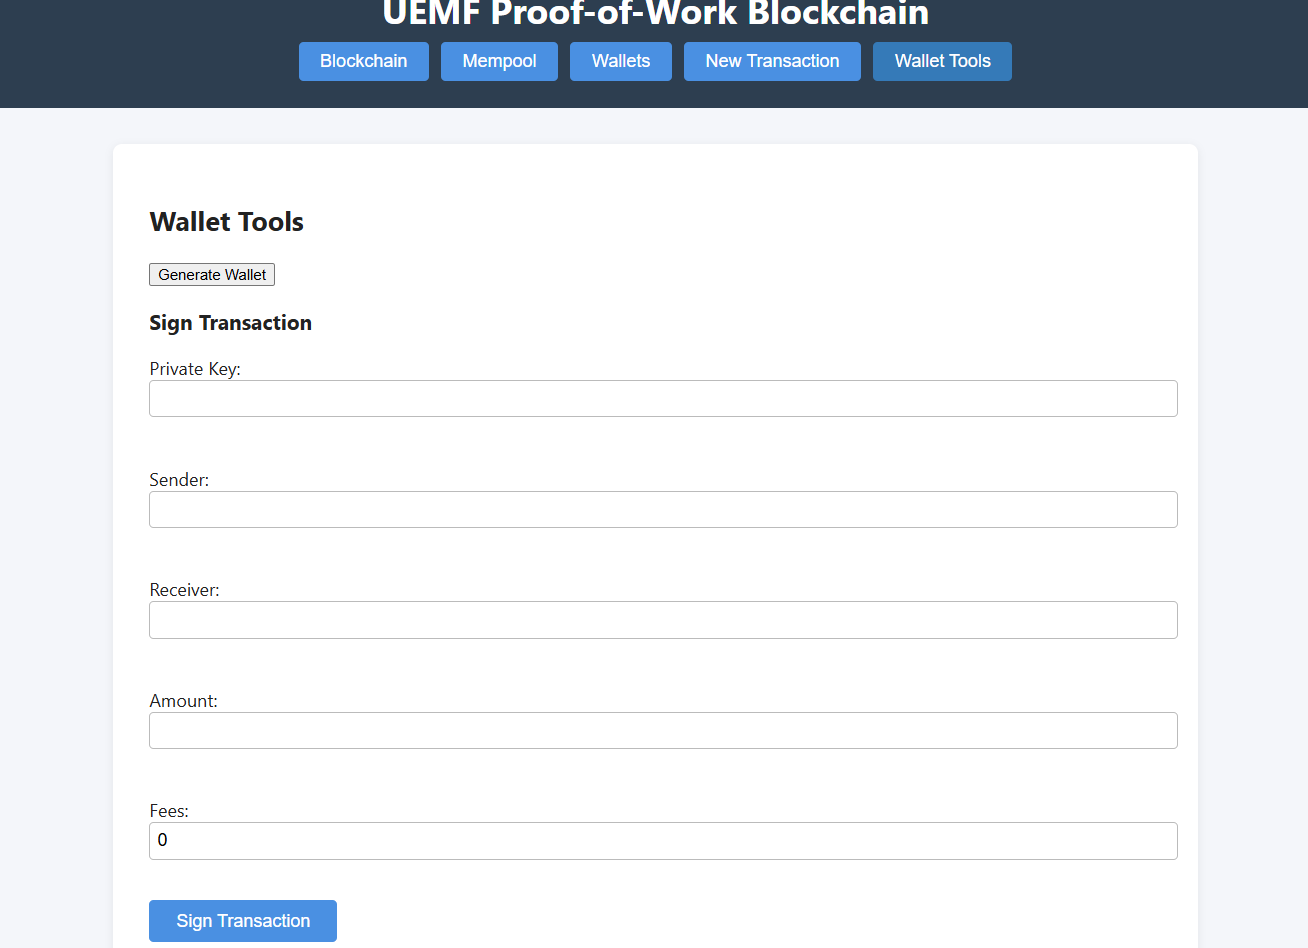 UEMF Proof-of-Work Blockchain
Blockchain Mempool Wallets New Transaction Wallet Tools
Wallet Tools
Generate Wallet
Sign Transaction
Private Key:
Sender:
Receiver:
Amount:
Fees:
0
Sign Transaction